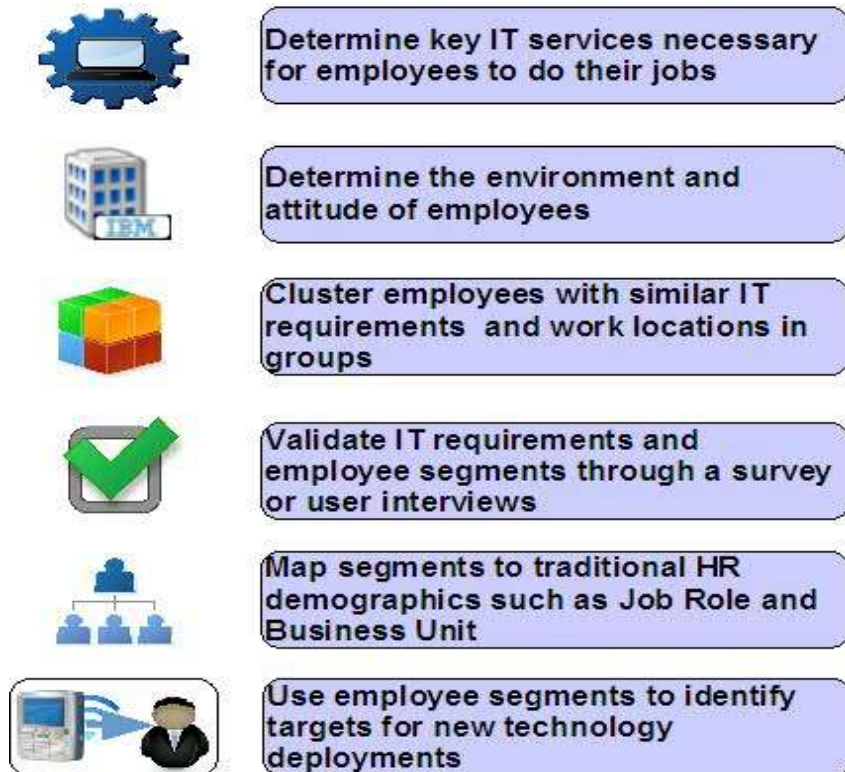 Determine key IT services necessary
for employees to do their jobs
IBM
Determine the environment and
attitude of employees
Cluster employees with similar IT
requirements and work locations in
groups
Validate IT requirements and
employee segments through a survey
or user interviews
Map segments to traditional HR
demographics such as Job Role and
Business Unit
Use employee segments to identify
targets for new technology
deployments